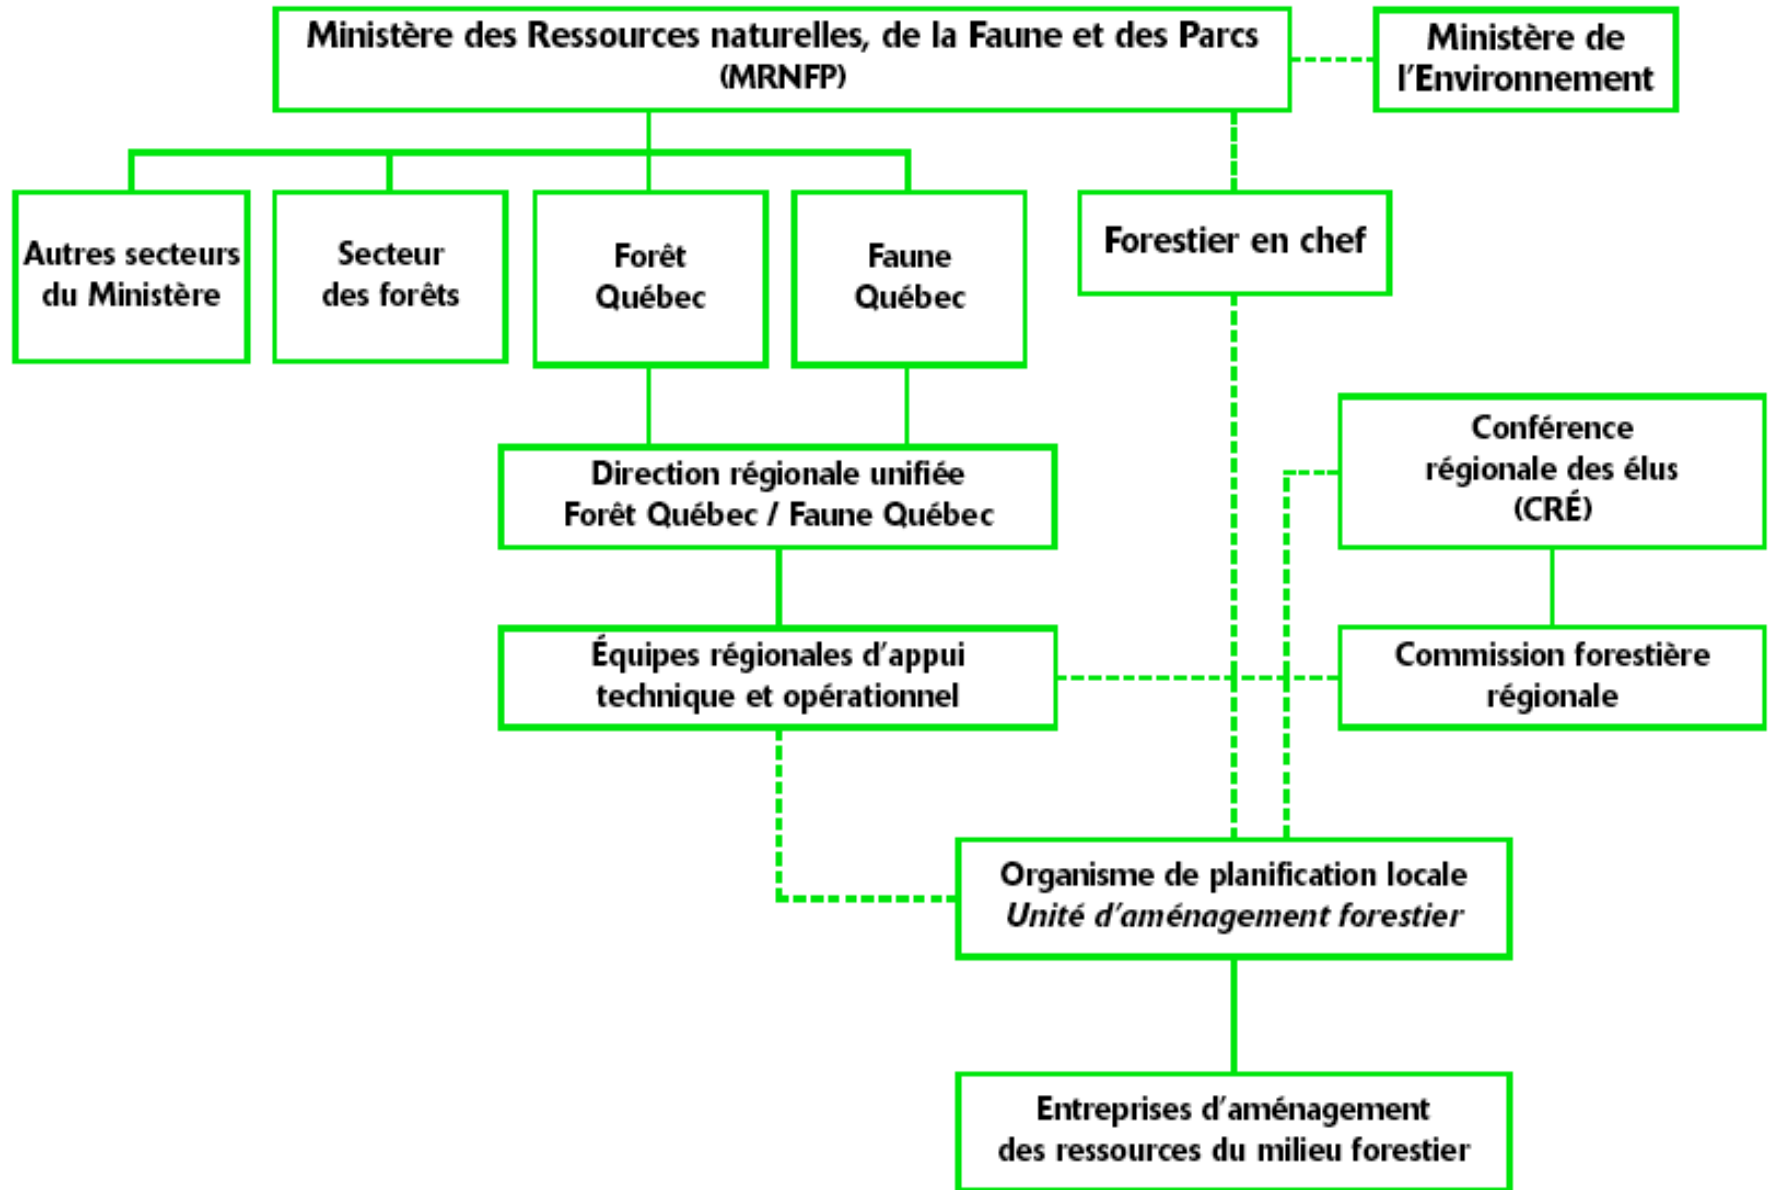 Ministère des Ressources naturelles, de la Faune et des Parcs
(MRNFP)
Ministère de
l'Environnement
Autres secteurs
du Ministère
Secteur
des forêts
Forêt
Québec
Faune
Québec
Forestier en chef
Conférence
régionale des élus
(CRÉ)
Direction régionale unifiée
Forêt Québec / Faune Québec
Équipes régionales d'appui
technique et opérationnel
Commission forestière
régionale
Organisme de planification locale
Unité d'aménagement forestier
Entreprises d'aménagement
des ressources du milieu forestier